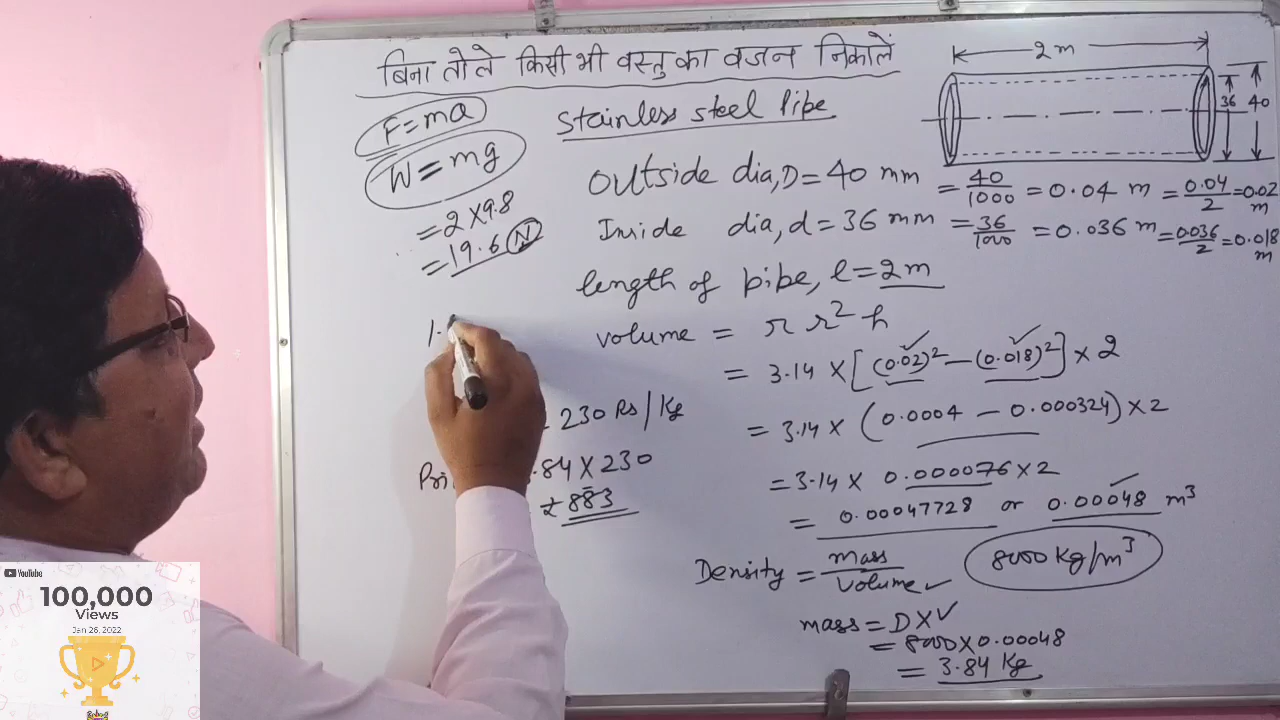 बिना तोले किसी भी वस्तु का वजन निकालें
F=ma
W=mg
=2×9.8
=19.6 N
1.
Stainless steel Pipe
2m
36
40
Outside dia, D=40 mm = 40/1000 = 0.04 m = 0.04/2 = 0.02 m
Inside dia, d=36 mm = 36/1000 = 0.036 m = 0.036/2 = 0.018 m
length of pipe, l=2m
volume = π r² h
= 3.14 × [(0.02)² – (0.018)²] × 2
= 3.14 × (0.0004 – 0.000324) × 2
= 3.14 × 0.000076 × 2
= 0.00047728 or 0.00048 m³
230 Rs/Kg
.84 × 230
₹ 883
Density = mass/Volume
8000 Kg/m³
mass = D×V
= 8000×0.00048
= 3.84 Kg
YouTube
100,000
Views
Jan 26, 2022